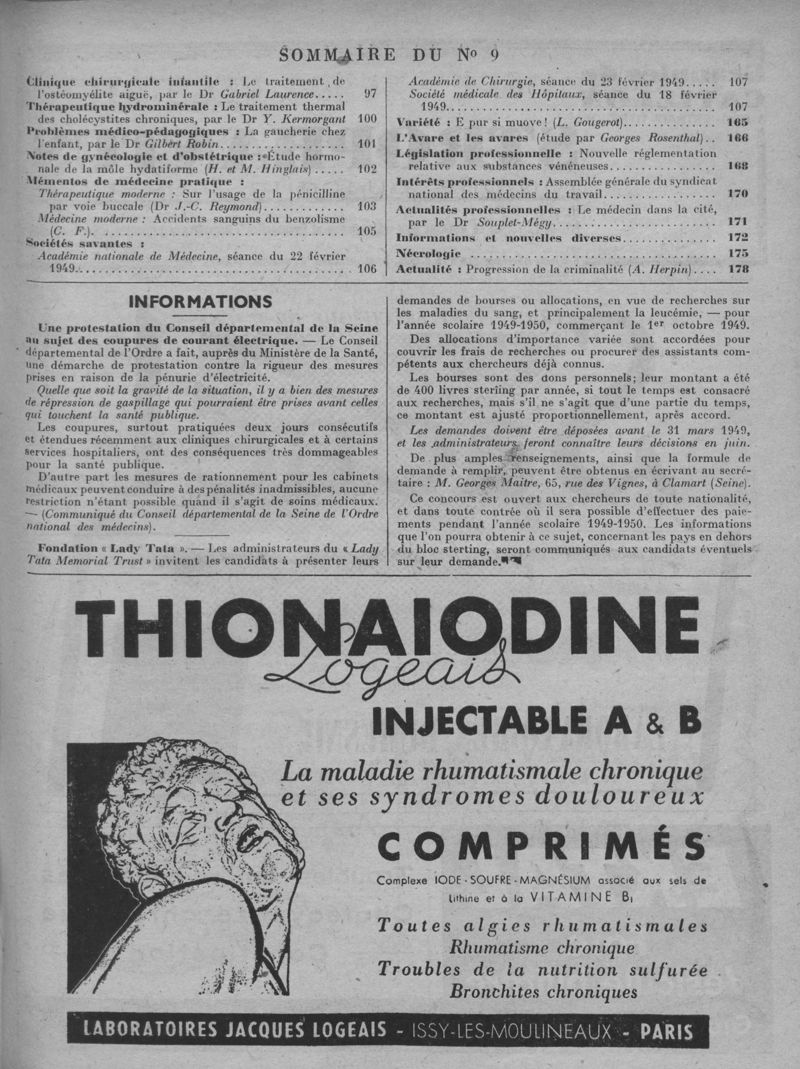 SOMMAIRE DU No 9
Clinique chirurgicale infantile : Le traitement de
l'ostéomyélite aiguë, par le Dr Gabriel Laurence..... 97
Thérapeutique hydrominérale : Le traitement thermal
des cholécystites chroniques, par le Dr Y. Kermorgant 100
Problèmes médico-pédagogiques : La gaucherie chez
l'enfant, par le Dr Gilbert Robin.................. 101
Notes de gynécologie et d'obstétrique : Étude hormo-
nale de la môle hydatiforme (H. et M. Hinglais)..... 102
Mémentos de médecine pratique :
Thérapeutique moderne : Sur l'usage de la pénicilline
par voie buccale (Dr J.-C. Reymond)............. 103
Médecine moderne : Accidents sanguins du benzolisme
(C. F.)................................... 105
Sociétés savantes :
Académie nationale de Médecine, séance du 22 février
1949....................................... 106
Académie de Chirurgie, séance du 23 février 1949..... 107
Société médicale des Hôpitaux, séance du 18 février
1949....................................... 107
Variété : E pur si muove! (L. Gougerot).............. 165
L'Avare et les avares (étude par Georges Rosenthal).. 166
Législation professionnelle : Nouvelle réglementation
relative aux substances vénéneuses................ 168
Intérêts professionnels : Assemblée générale du syndicat
national des médecins du travail................. 170
Actualités professionnelles : Le médecin dans la cité,
par le Dr Souplet-Mégy......................... 171
Informations et nouvelles diverses............... 172
Nécrologie .................................... 175
Actualité : Progression de la criminalité (A. Herpin).... 178
INFORMATIONS
Une protestation du Conseil départemental de la Seine
au sujet des coupures de courant électrique. — Le Conseil
départemental de l'Ordre a fait, auprès du Ministère de la Santé,
une démarche de protestation contre la rigueur des mesures
prises en raison de la pénurie d'électricité.
Quelle que soit la gravité de la situation, il y a bien des mesures
de répression de gaspillage qui pourraient être prises avant celles
qui touchent la santé publique.
Les coupures, surtout pratiquées deux jours consécutifs
et étendues récemment aux cliniques chirurgicales et à certains
services hospitaliers, ont des conséquences très dommageables
pour la santé publique.
D'autre part les mesures de rationnement pour les cabinets
médicaux peuvent conduire à des pénalités inadmissibles, aucune
restriction n'étant possible quand il s'agit de soins médicaux.
— (Communiqué du Conseil départemental de la Seine de l'Ordre
national des médecins).
Fondation « Lady Tata ». — Les administrateurs du « Lady
Tata Memorial Trust » invitent les candidats à présenter leurs
demandes de bourses ou allocations, en vue de recherches sur
les maladies du sang, et principalement la leucémie, — pour
l'année scolaire 1949-1950, commerçant le 1er octobre 1949.
Des allocations d'importance variée sont accordées pour
couvrir les frais de recherches ou procurer des assistants com-
pétents aux chercheurs déjà connus.
Les bourses sont des dons personnels; leur montant a été
de 400 livres sterling par année, si tout le temps est consacré
aux recherches, mais s'il ne s'agit que d'une partie du temps,
ce montant est ajusté proportionnellement, après accord.
Les demandes doivent être déposées avant le 31 mars 1949,
et les administrateurs feront connaître leurs décisions en juin.
De plus amples renseignements, ainsi que la formule de
demande à remplir, peuvent être obtenus en écrivant au secré-
taire : M. Georges Maitre, 65, rue des Vignes, à Clamart (Seine).
Ce concours est ouvert aux chercheurs de toute nationalité,
et dans toute contrée où il sera possible d'effectuer des paie-
ments pendant l'année scolaire 1949-1950. Les informations
que l'on pourra obtenir à ce sujet, concernant les pays en dehors
du bloc sterting, seront communiqués aux candidats éventuels
sur leur demande.
THIONAIODINE
Logeais
INJECTABLE A & B
La maladie rhumatismale chronique
et ses syndromes douloureux
COMPRIMÉS
Complexe IODE - SOUFRE - MAGNÉSIUM associé aux sels de
lithine et à la VITAMINE B1
Toutes algies rhumatismales
Rhumatisme chronique
Troubles de la nutrition sulfurée
Bronchites chroniques
LABORATOIRES JACQUES LOGEAIS - ISSY-LES-MOULINEAUX - PARIS